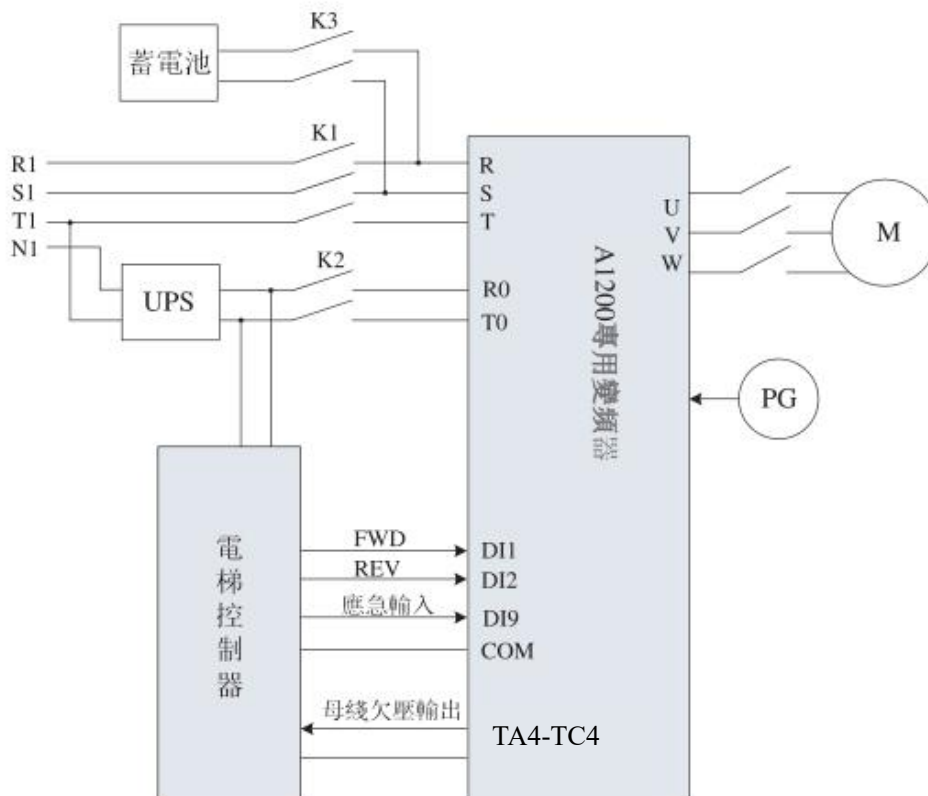 K3
蓄電池
K1
R1
R
S1
S
T1
T
N1
U
V
W
M
K2
UPS
R0
T0
A1200專用變頻器
PG
電梯控制器
FWD
DI1
REV
DI2
應急輸入
DI9
COM
母綫欠壓輸出
TA4-TC4